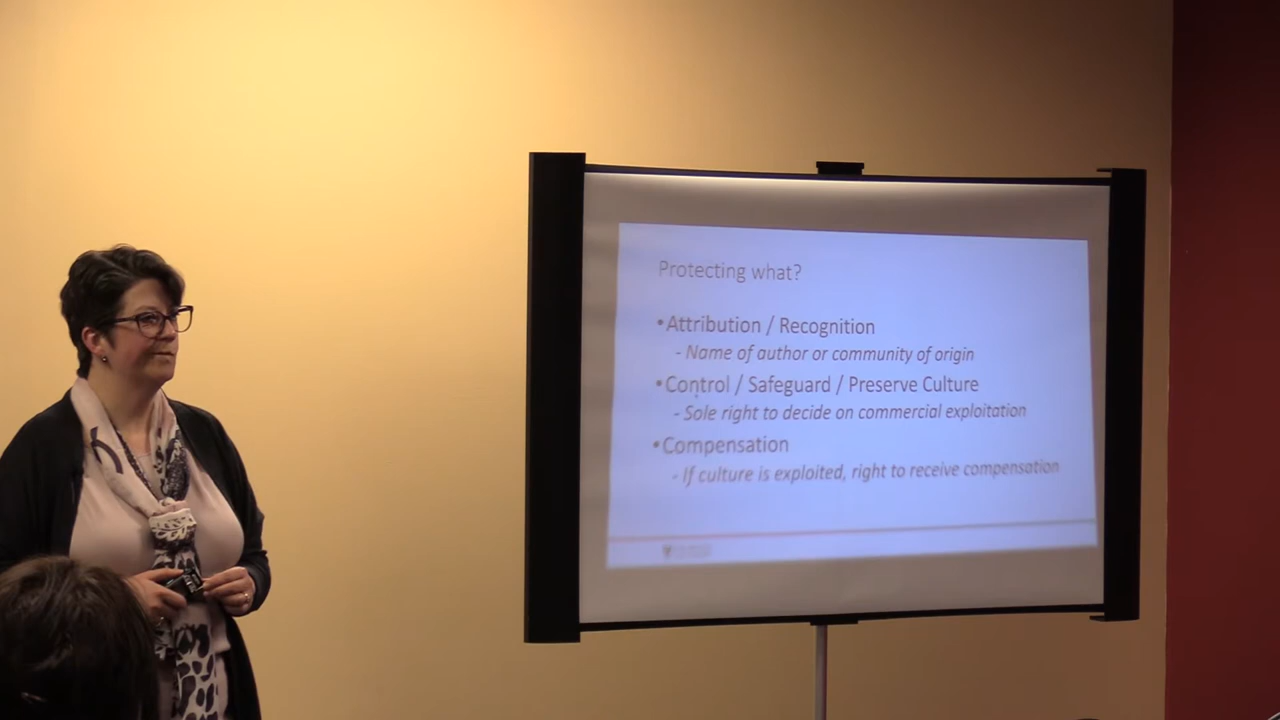 Protecting what?
•Attribution / Recognition
- Name of author or community of origin
•Control / Safeguard / Preserve Culture
- Sole right to decide on commercial exploitation
•Compensation
- If culture is exploited, right to receive compensation